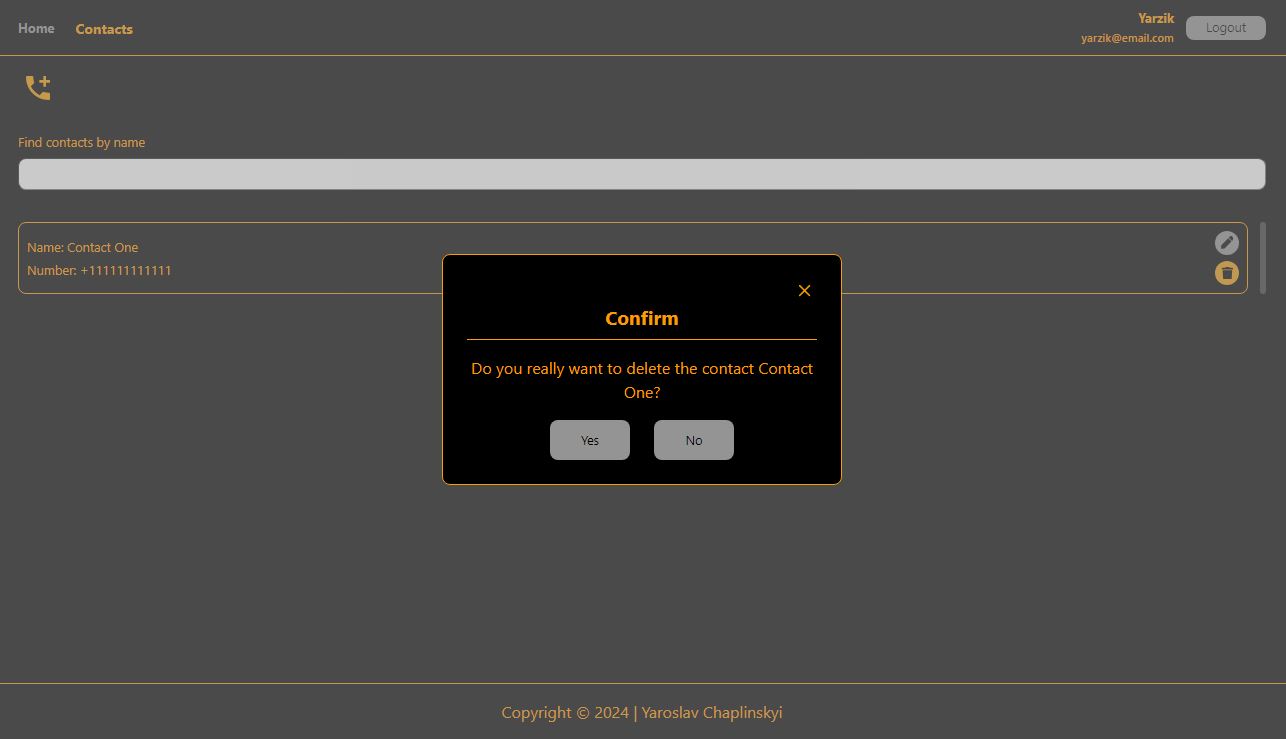 Home Contacts
Yarzik
yarzik@email.com
Logout
Find contacts by name
Name: Contact One
Number: +111111111111
Confirm
Do you really want to delete the contact Contact
One?
Yes No
Copyright © 2024 | Yaroslav Chaplinskyi